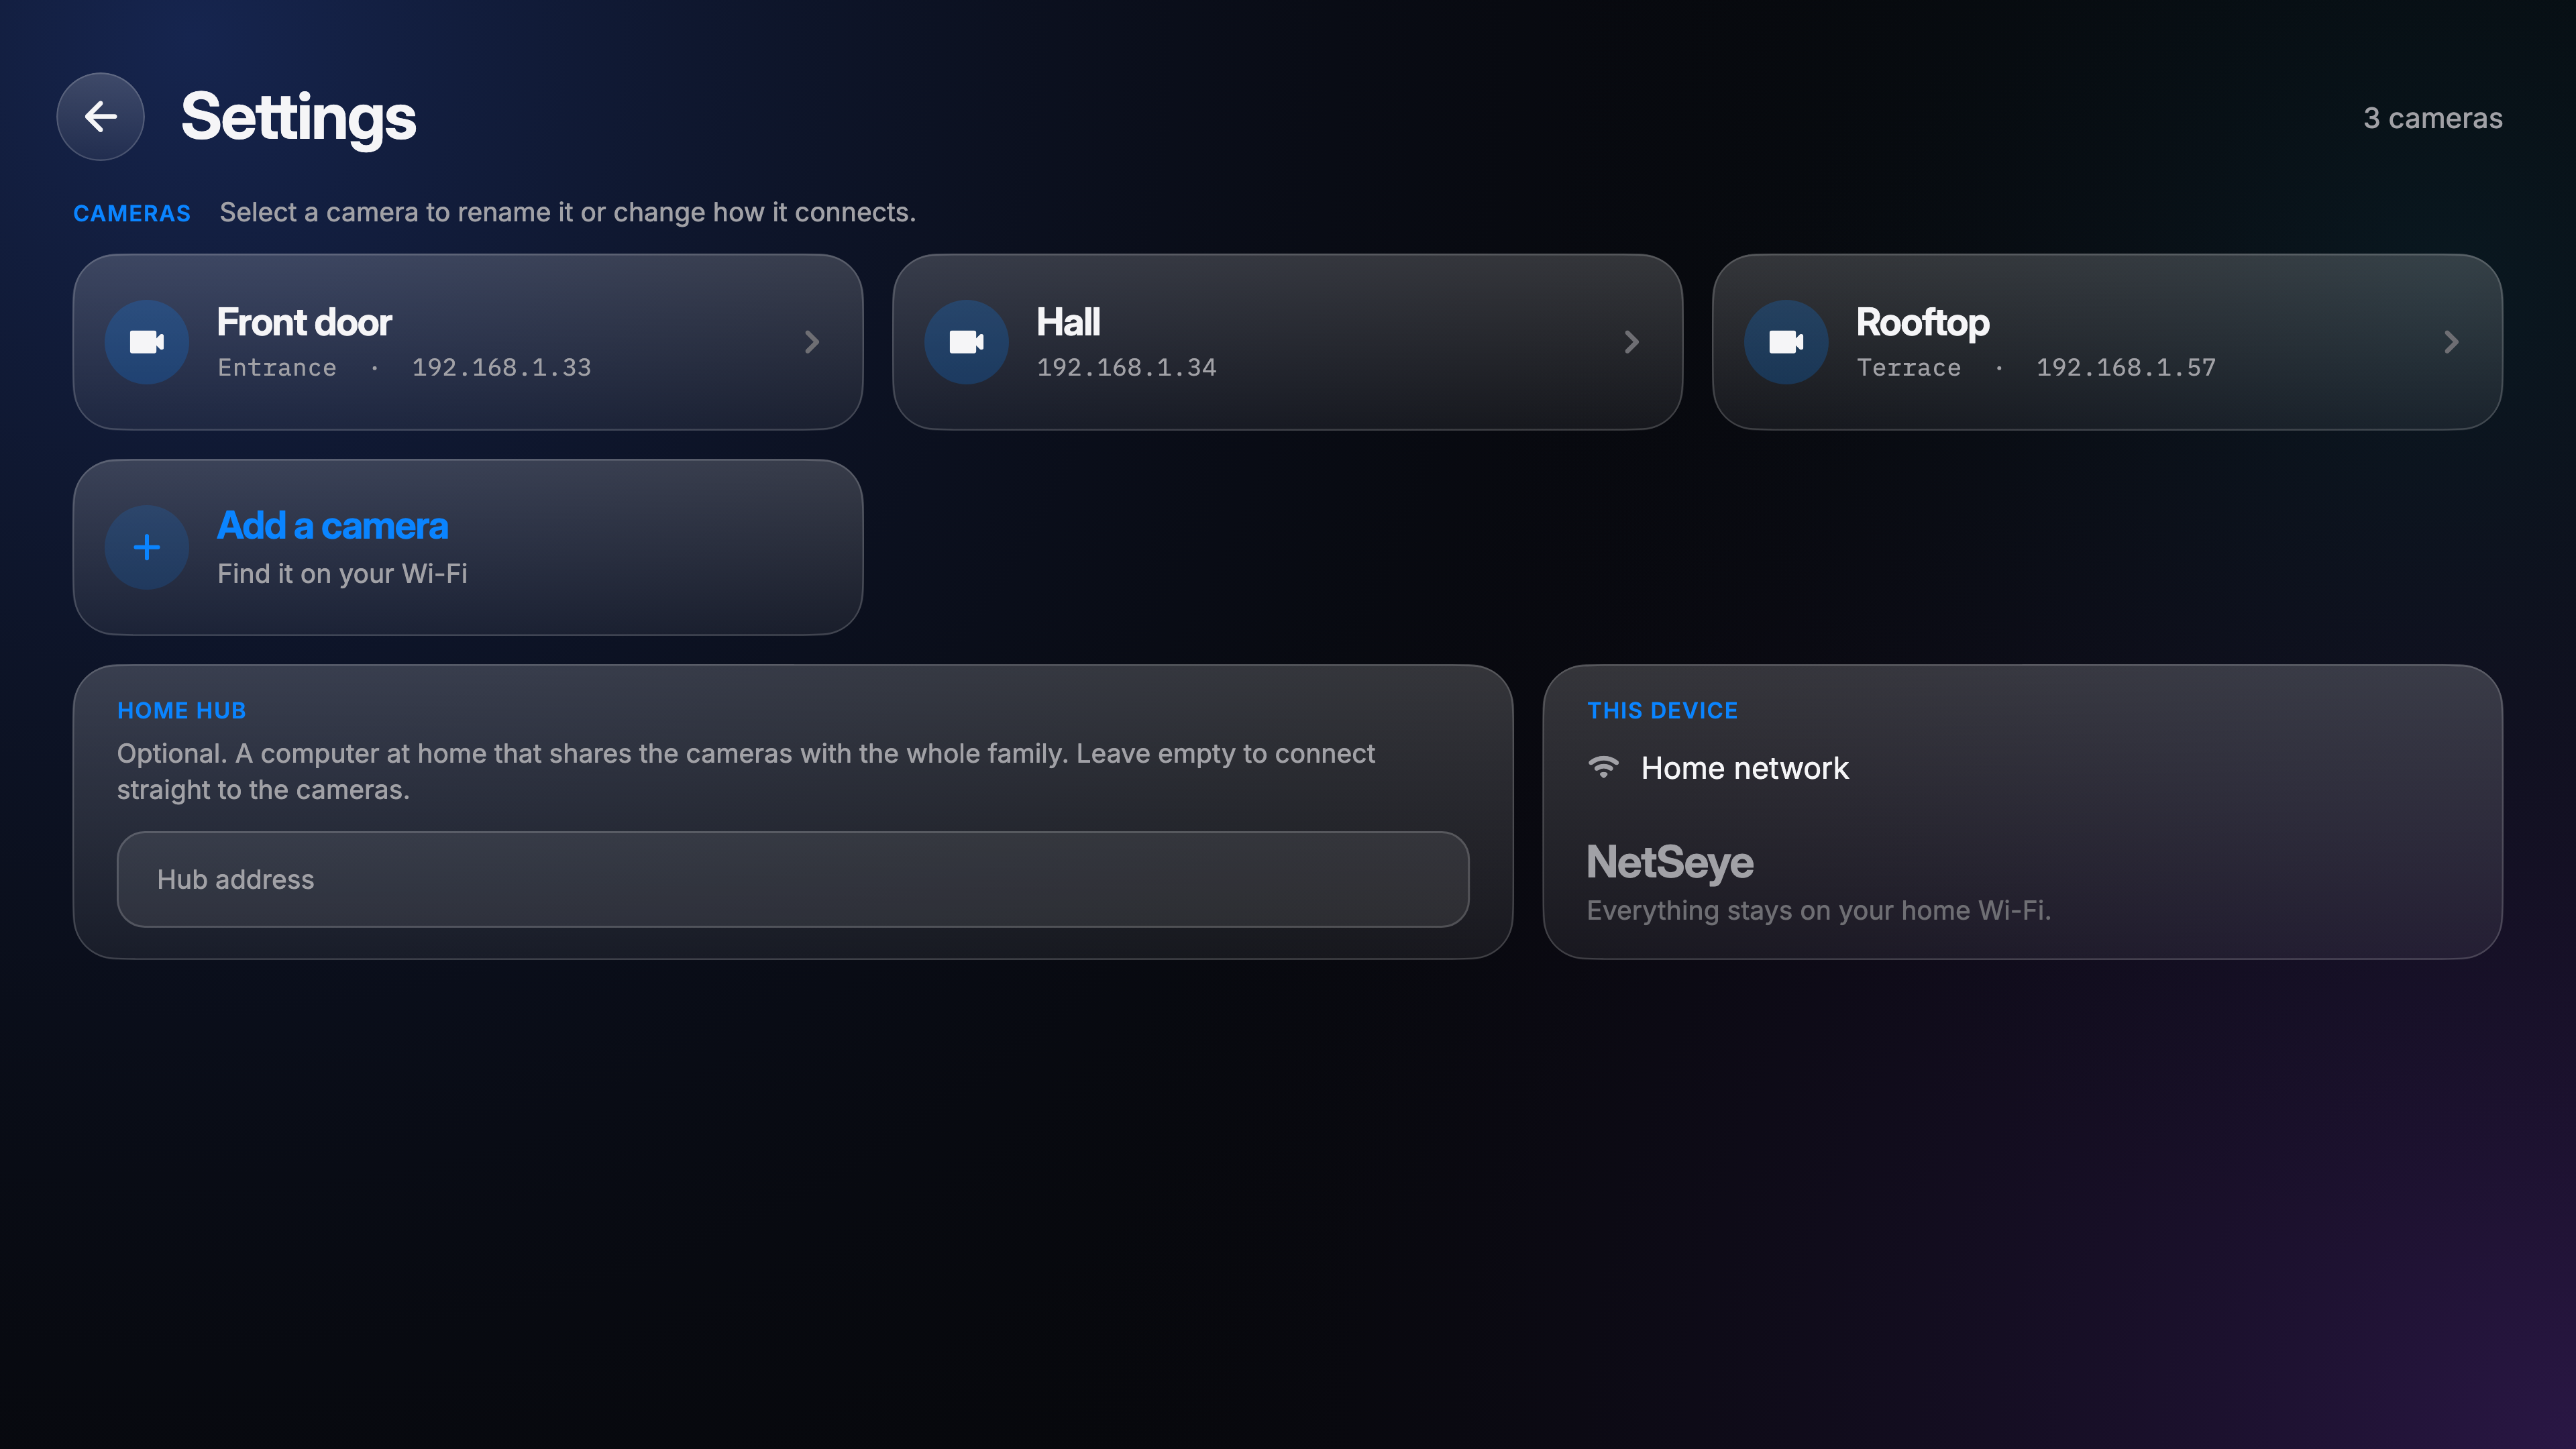 Settings
3 cameras
CAMERAS Select a camera to rename it or change how it connects.
Front door
Entrance · 192.168.1.33
Hall
192.168.1.34
Rooftop
Terrace · 192.168.1.57
Add a camera
Find it on your Wi-Fi
HOME HUB
Optional. A computer at home that shares the cameras with the whole family. Leave empty to connect
straight to the cameras.
Hub address
THIS DEVICE
Home network
NetSeye
Everything stays on your home Wi-Fi.